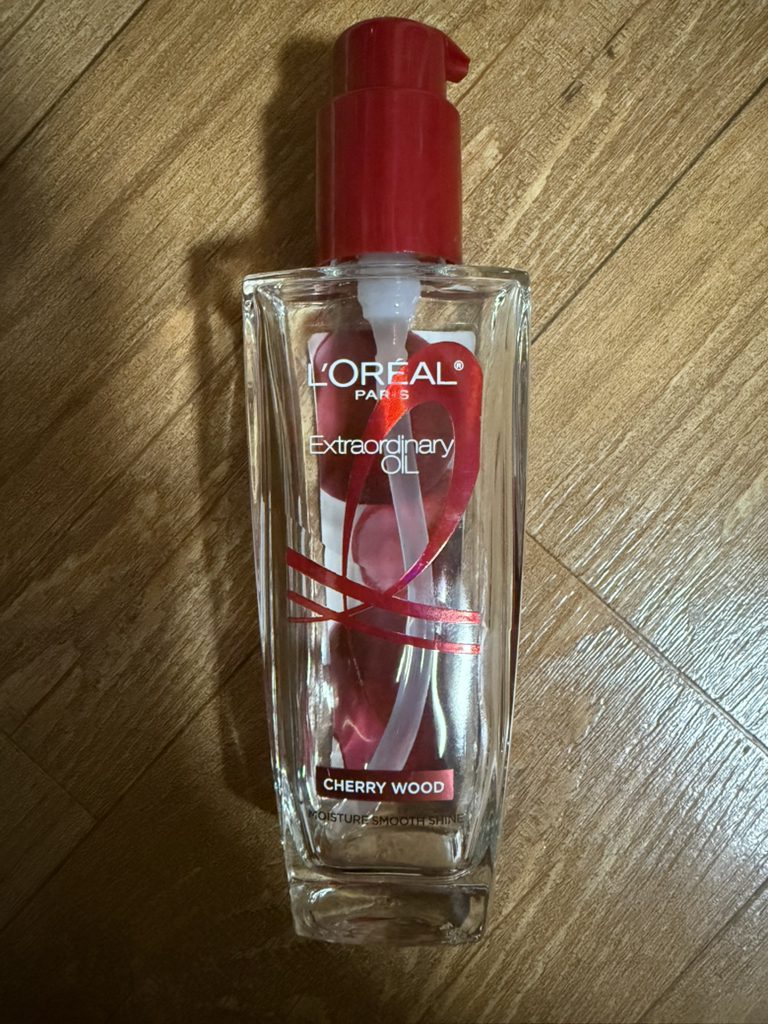 L'ORÉAL®
PARIS
Extraordinary
OIL
CHERRY WOOD
MOISTURE SMOOTH SHINE